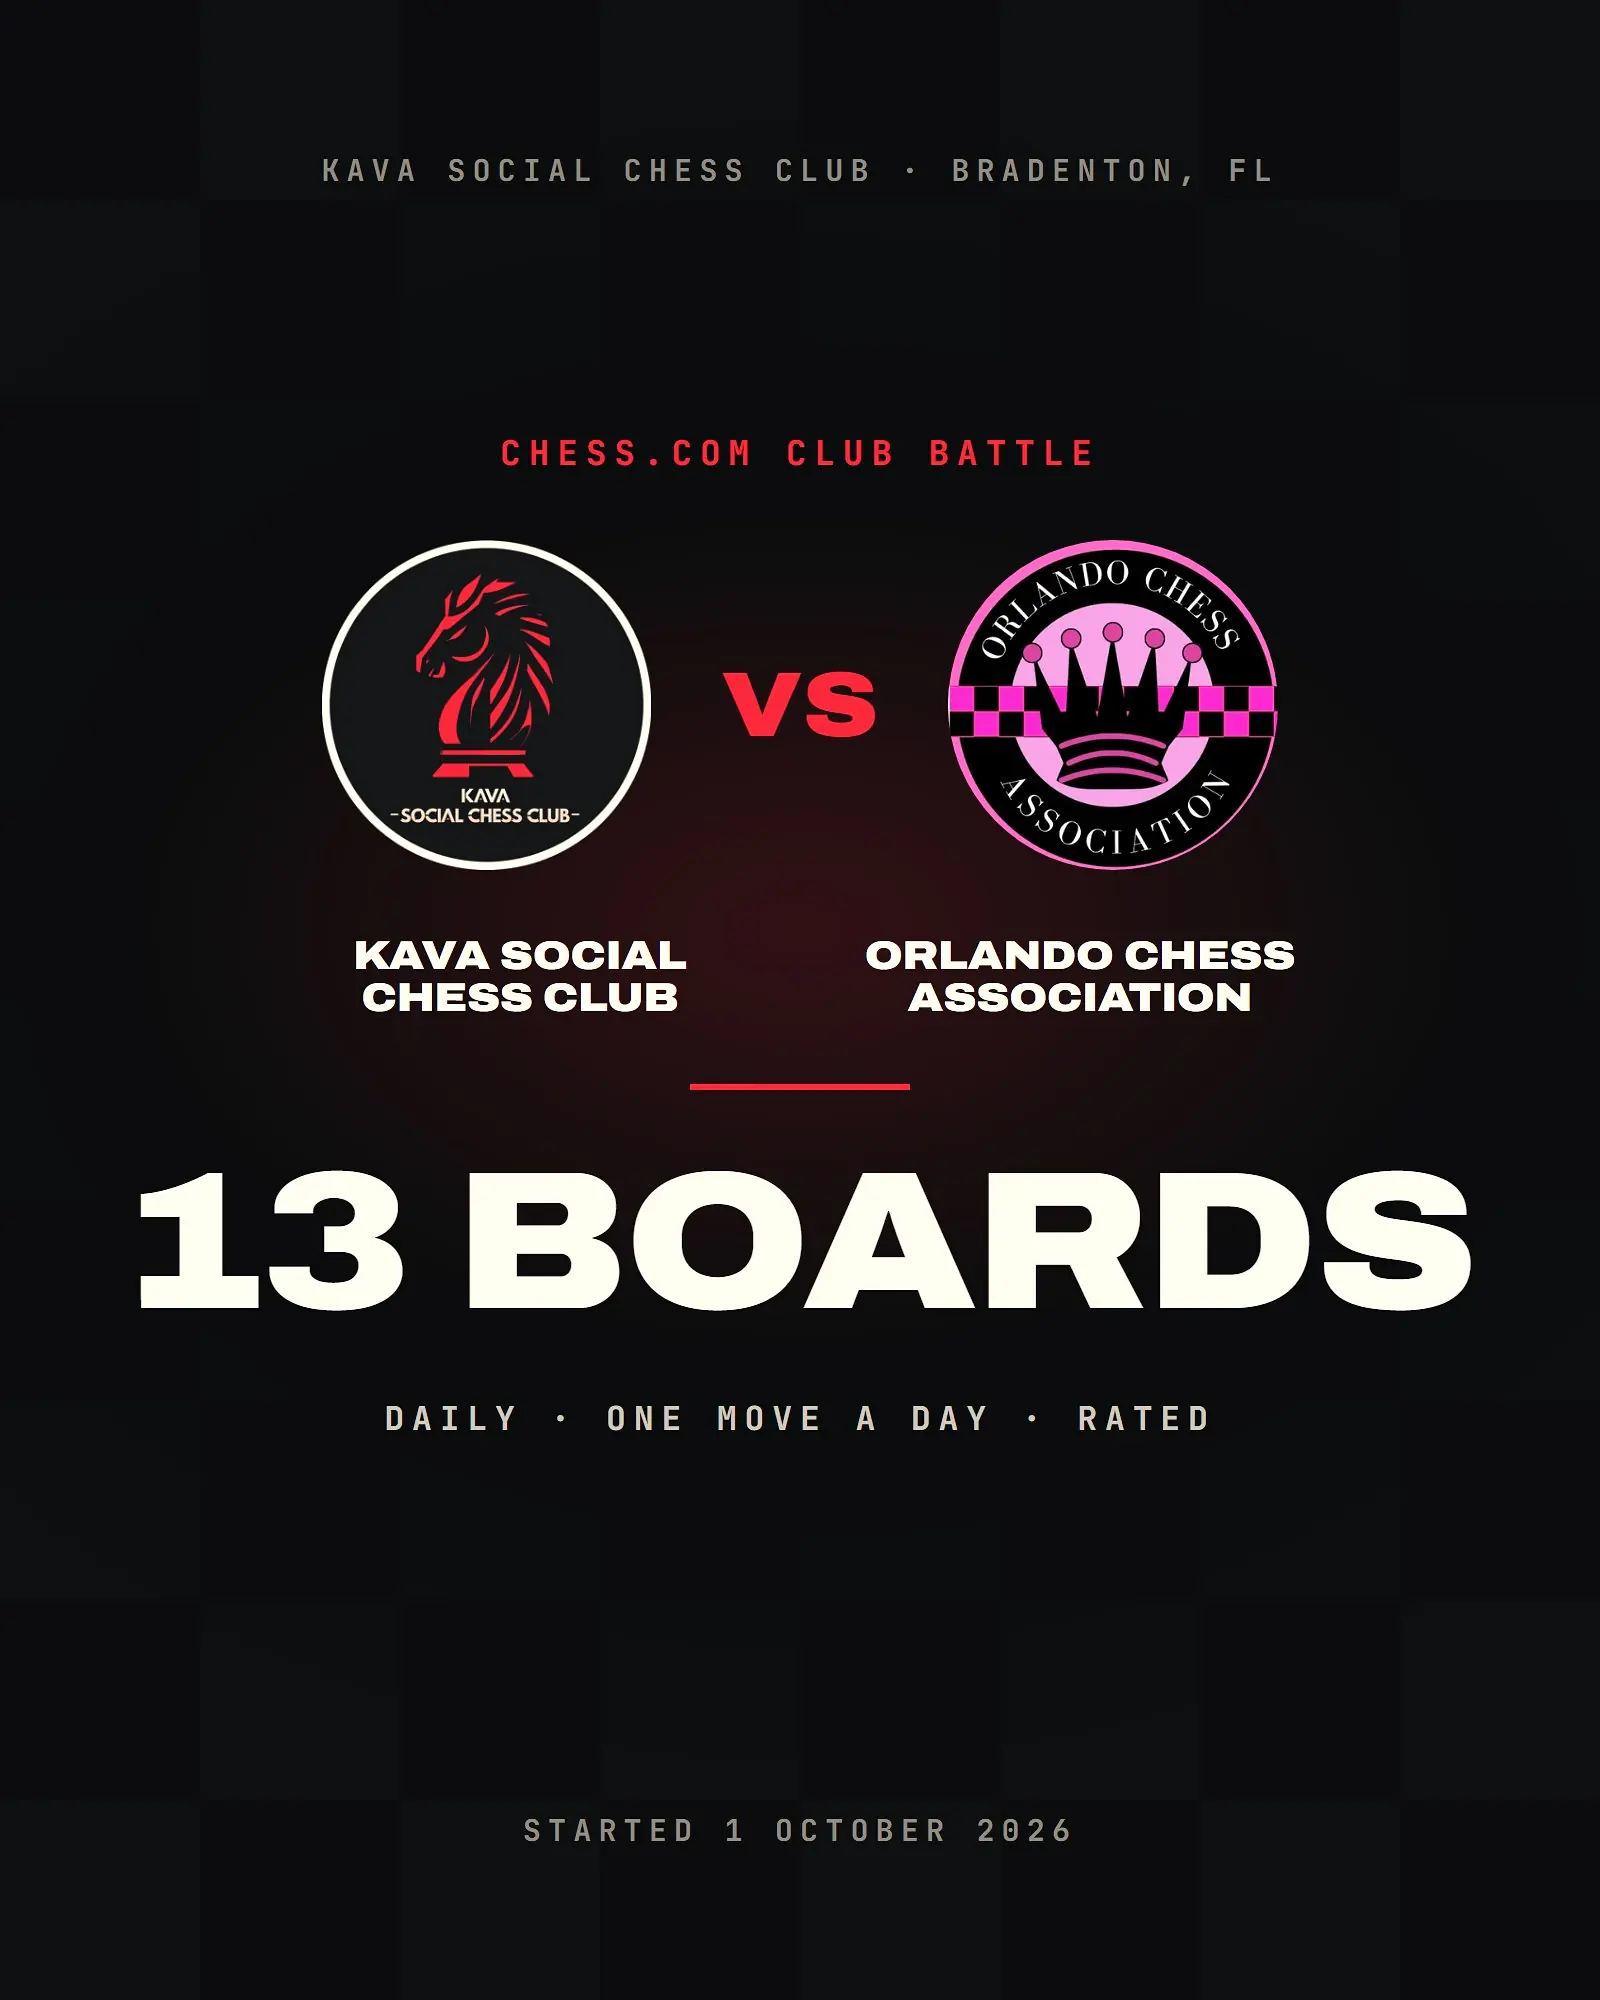 KAVA SOCIAL CHESS CLUB · BRADENTON, FL
CHESS.COM CLUB BATTLE
KAVA
-SOCIAL CHESS CLUB-
VS
ORLANDO CHESS
ASSOCIATION
KAVA SOCIAL
CHESS CLUB
ORLANDO CHESS
ASSOCIATION
13 BOARDS
DAILY · ONE MOVE A DAY · RATED
STARTED 1 OCTOBER 2026